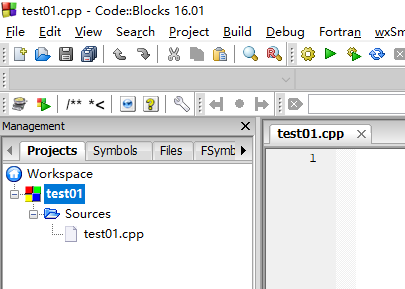 test01.cpp - Code::Blocks 16.01
File Edit View Search Project Build Debug Fortran wxSm
/** *<
Management
Projects Symbols Files FSymb
test01.cpp
1
Workspace
test01
Sources
test01.cpp